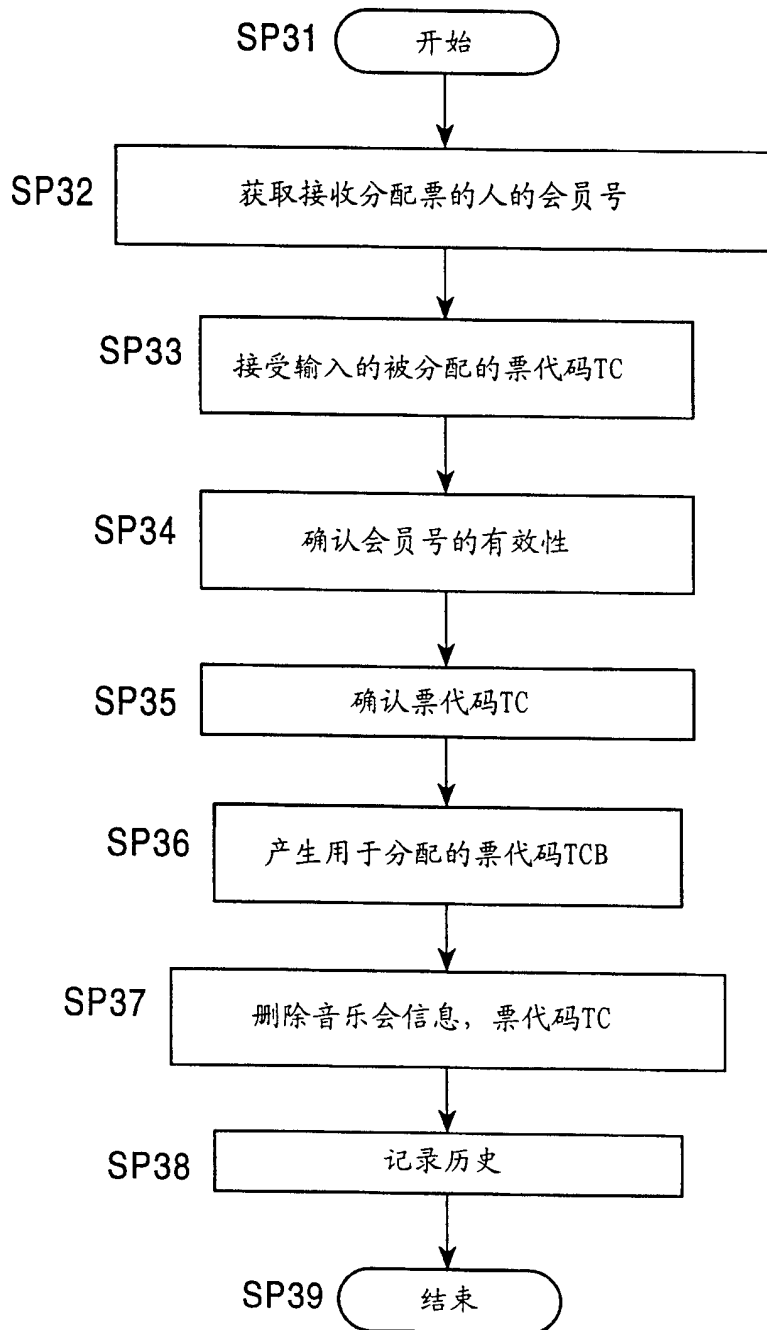 SP31 开始
SP32 获取接收分配票的人的会员号
SP33 接受输入的被分配的票代码TC
SP34 确认会员号的有效性
SP35 确认票代码TC
SP36 产生用于分配的票代码TCB
SP37 删除音乐会信息，票代码TC
SP38 记录历史
SP39 结束